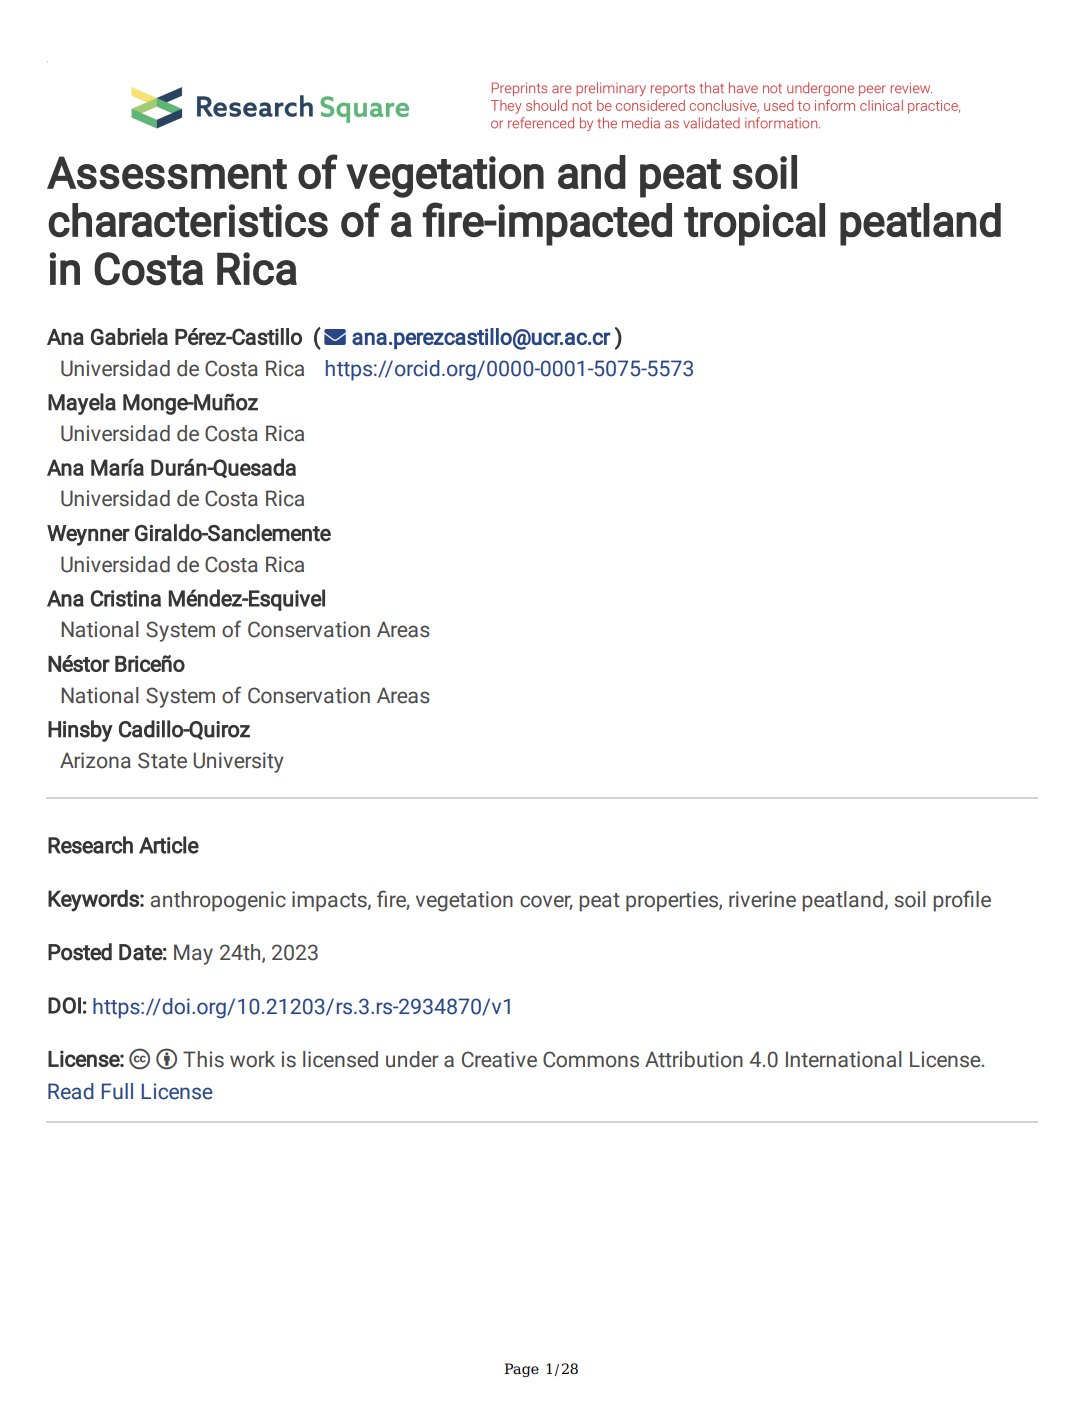 Research Square
Preprints are preliminary reports that have not undergone peer review.
They should not be considered conclusive, used to inform clinical practice,
or referenced by the media as validated information.
Assessment of vegetation and peat soil
characteristics of a fire-impacted tropical peatland
in Costa Rica
Ana Gabriela Pérez-Castillo ( ana.perezcastillo@ucr.ac.cr )
Universidad de Costa Rica https://orcid.org/0000-0001-5075-5573
Mayela Monge-Muñoz
Universidad de Costa Rica
Ana María Durán-Quesada
Universidad de Costa Rica
Weynner Giraldo-Sanclemente
Universidad de Costa Rica
Ana Cristina Méndez-Esquivel
National System of Conservation Areas
Néstor Briceño
National System of Conservation Areas
Hinsby Cadillo-Quiroz
Arizona State University
Research Article
Keywords: anthropogenic impacts, fire, vegetation cover, peat properties, riverine peatland, soil profile
Posted Date: May 24th, 2023
DOI: https://doi.org/10.21203/rs.3.rs-2934870/v1
License: This work is licensed under a Creative Commons Attribution 4.0 International License.
Read Full License
Page 1/28